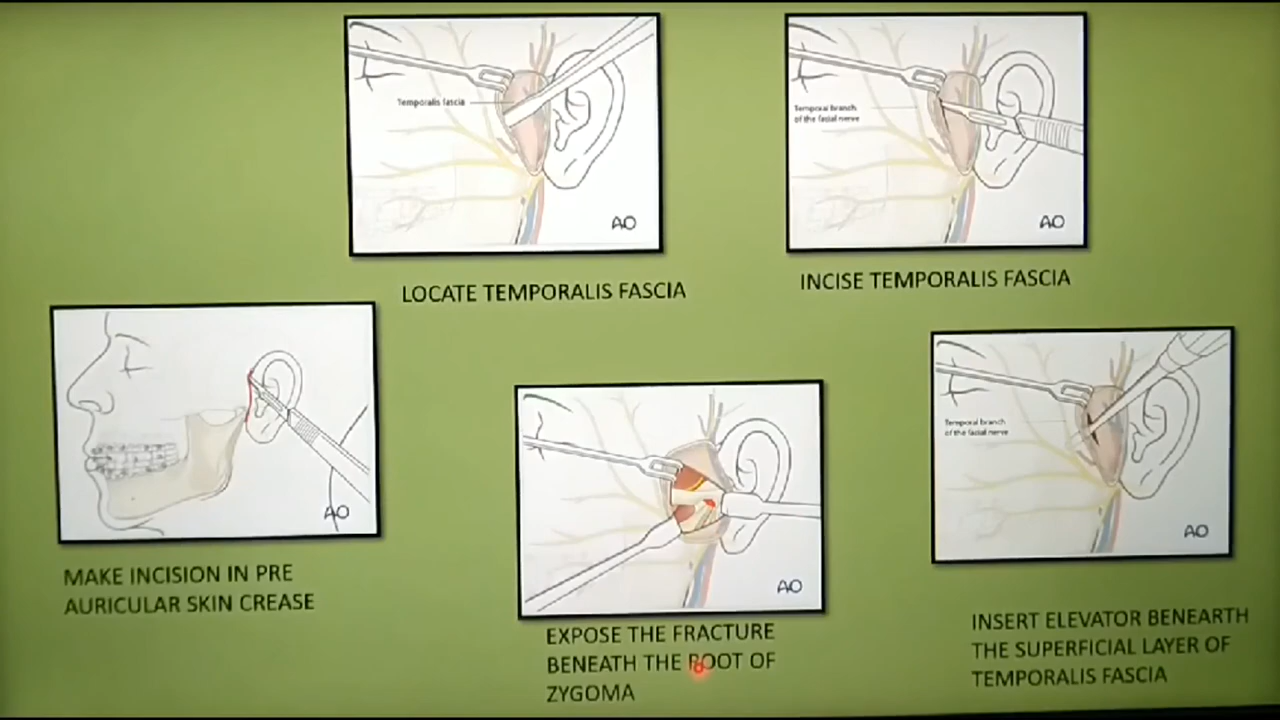 Temporalis fascia
AO
LOCATE TEMPORALIS FASCIA
Temporal branch
of the facial nerve
AO
INCISE TEMPORALIS FASCIA
AO
MAKE INCISION IN PRE
AURICULAR SKIN CREASE
AO
EXPOSE THE FRACTURE
BENEATH THE ROOT OF
ZYGOMA
Temporal branch
of the facial nerve
AO
INSERT ELEVATOR BENEARTH
THE SUPERFICIAL LAYER OF
TEMPORALIS FASCIA